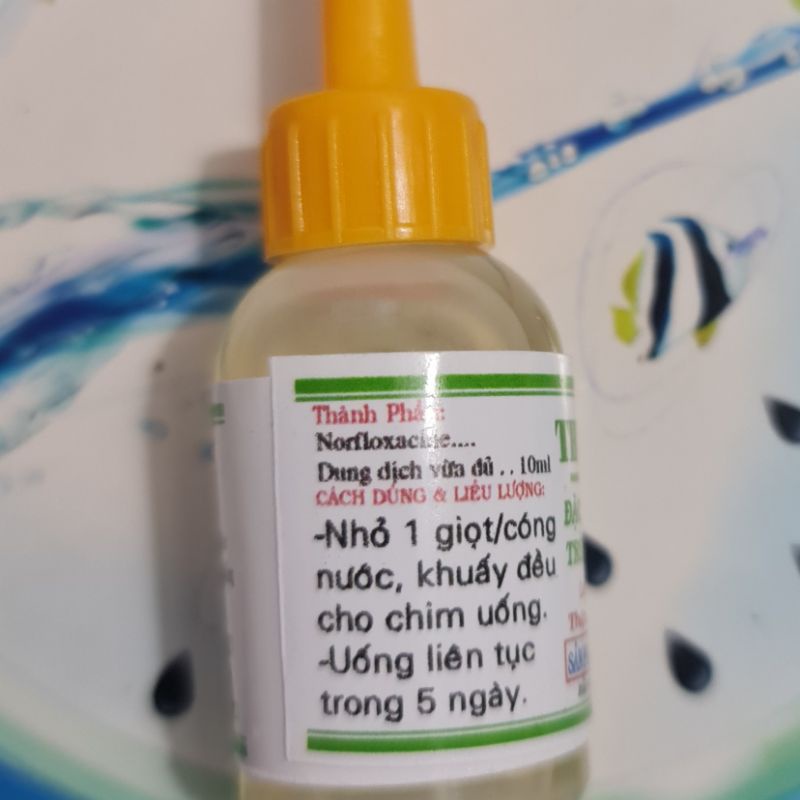 Thành Phần:
Norfloxacine....
Dung dịch vừa đủ . . 10ml
CÁCH DÙNG & LIỀU LƯỢNG:
-Nhỏ 1 giọt/cóng
nước, khuấy đều
cho chim uống.
-Uống liên tục
trong 5 ngày.